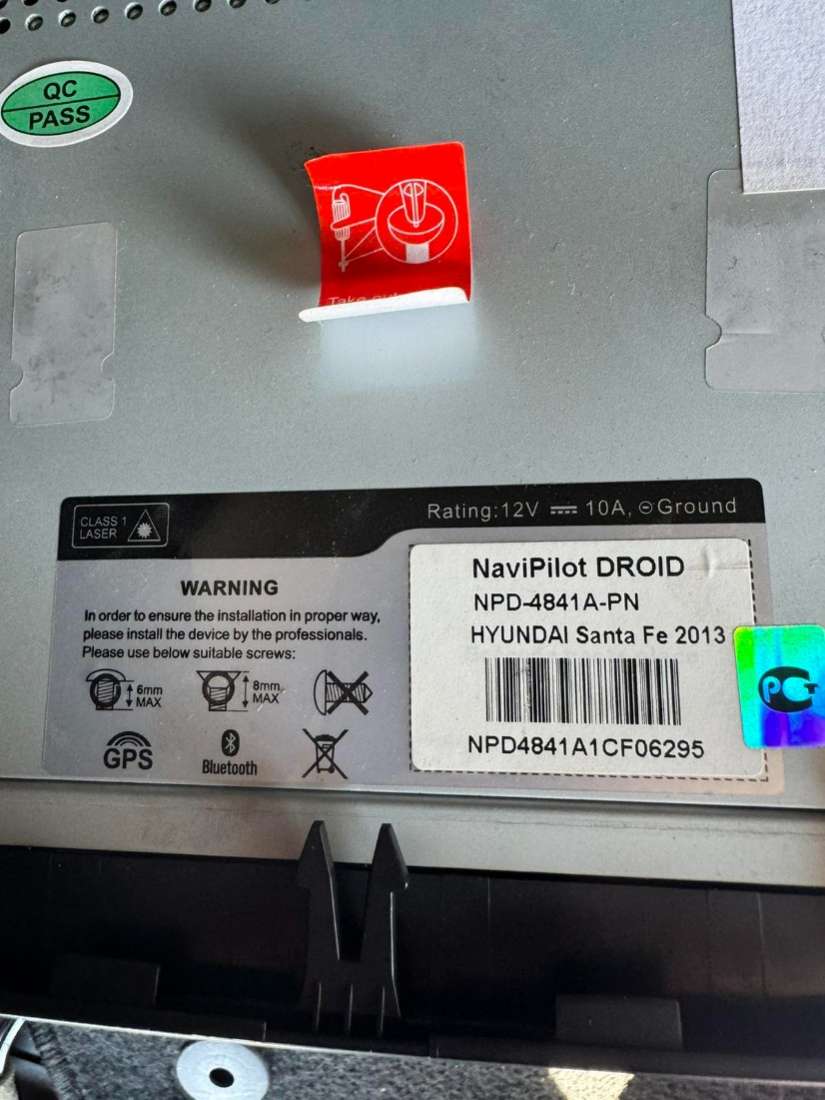 QC
PASS
Take
CLASS 1
LASER
Rating:12V ⎓ 10A, ⊖Ground
WARNING
In order to ensure the installation in proper way,
please install the device by the professionals.
Please use below suitable screws:
6mm
MAX
8mm
MAX
GPS
Bluetooth
NaviPilot DROID
NPD-4841A-PN
HYUNDAI Santa Fe 2013
NPD4841A1CF06295
РСТ